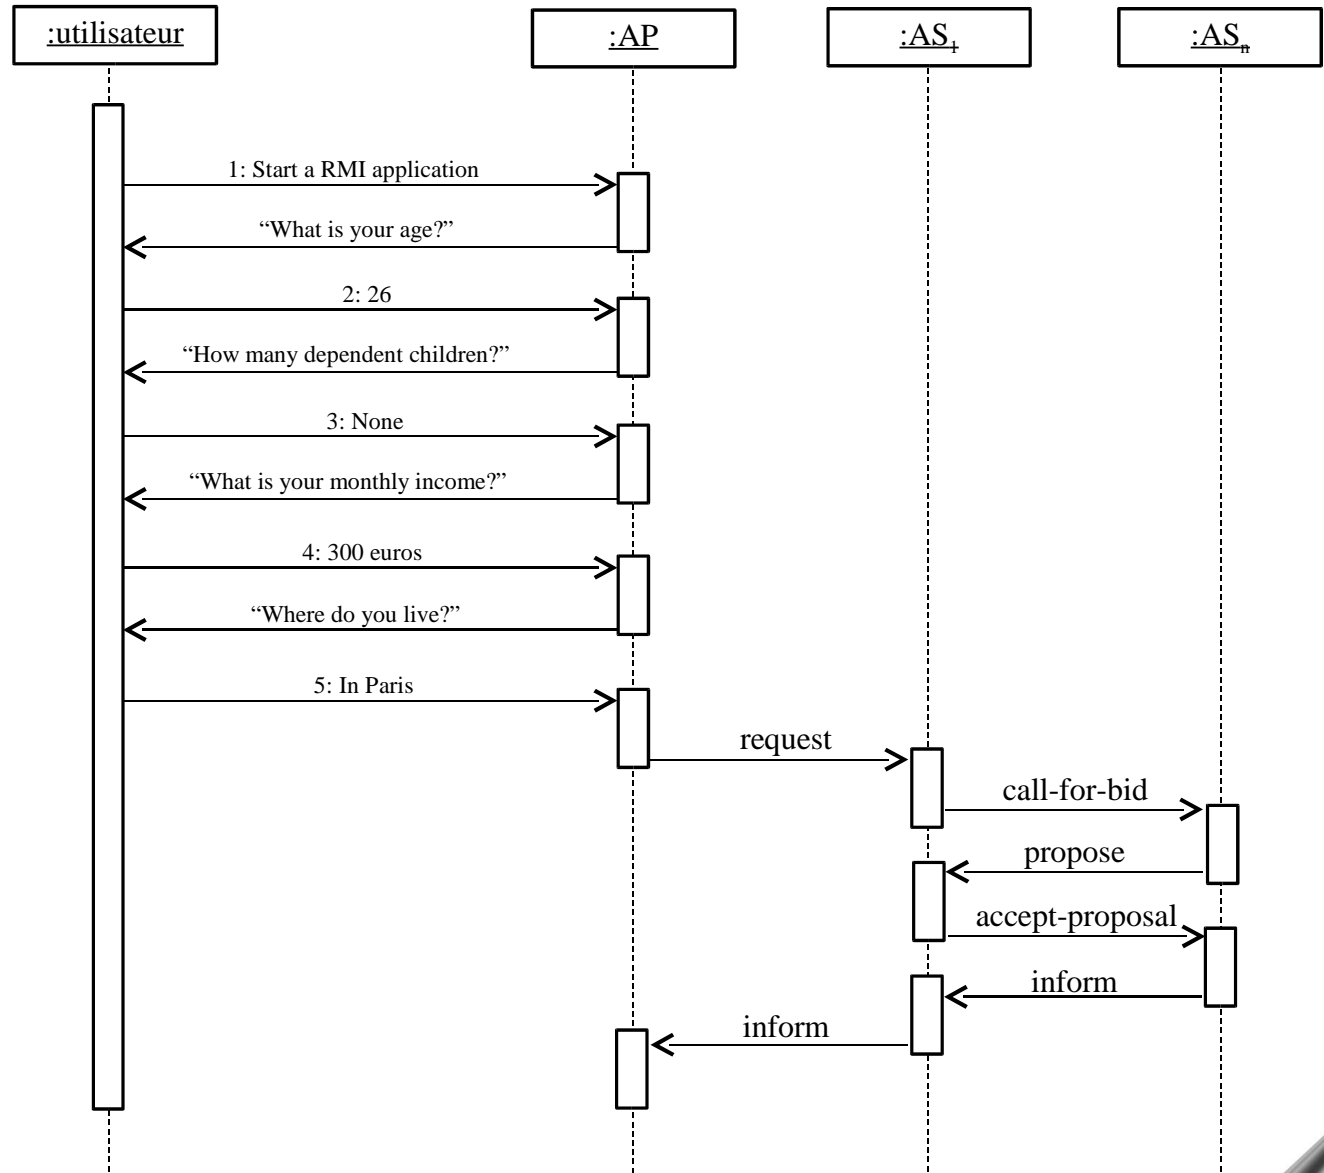 :utilisateur
:AP
:AS₁
:ASₙ
1: Start a RMI application
“What is your age?”
2: 26
“How many dependent children?”
3: None
“What is your monthly income?”
4: 300 euros
“Where do you live?”
5: In Paris
request
call-for-bid
propose
accept-proposal
inform
inform